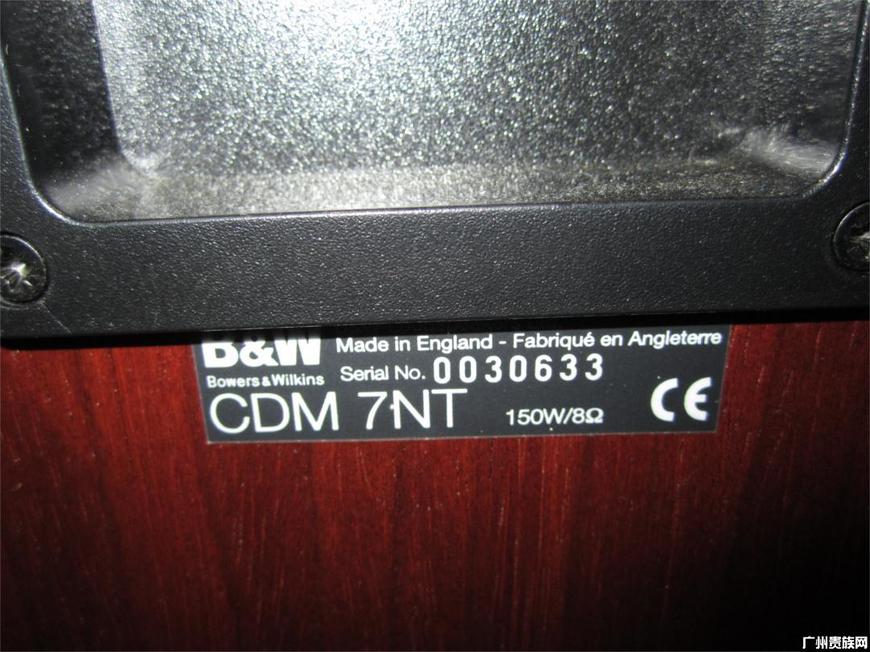 B&W Made in England - Fabriqué en Angleterre
Bowers & Wilkins Serial No. 0030633
CDM 7NT 150W/8Ω CE
广州贵族网